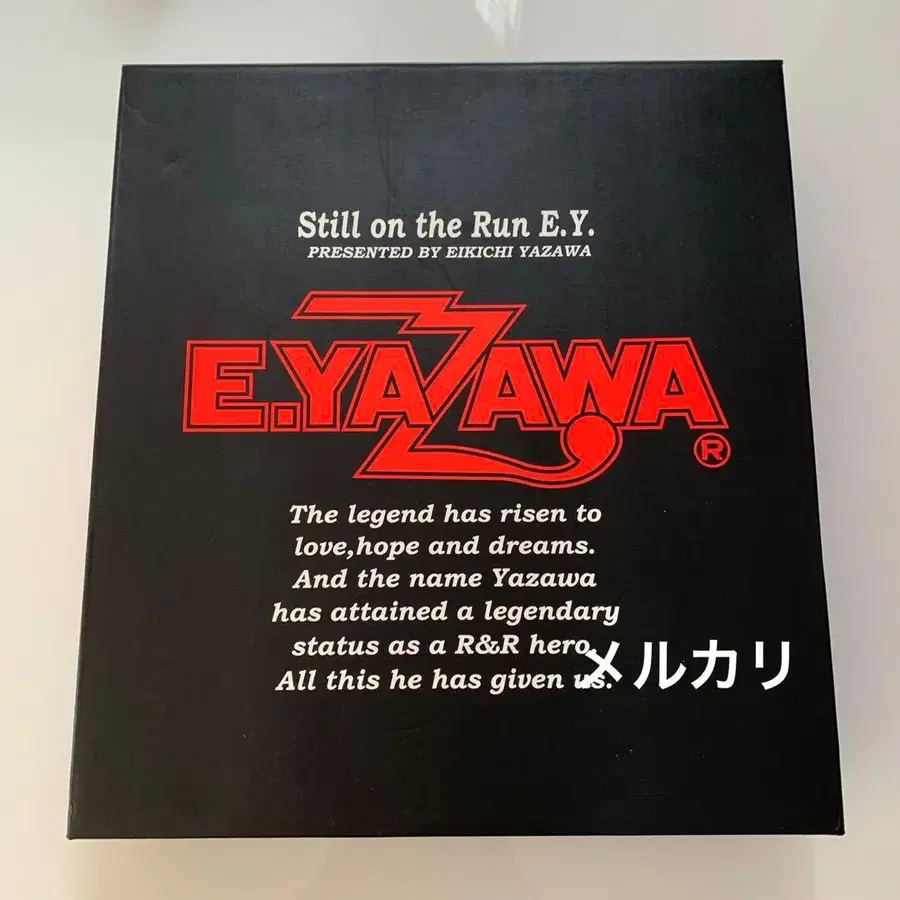 Still on the Run E.Y.
PRESENTED BY EIKICHI YAZAWA
E.YAZAWA
®
The legend has risen to
love,hope and dreams.
And the name Yazawa
has attained a legendary
status as a R&R hero.
All this he has given us.
メルカリ